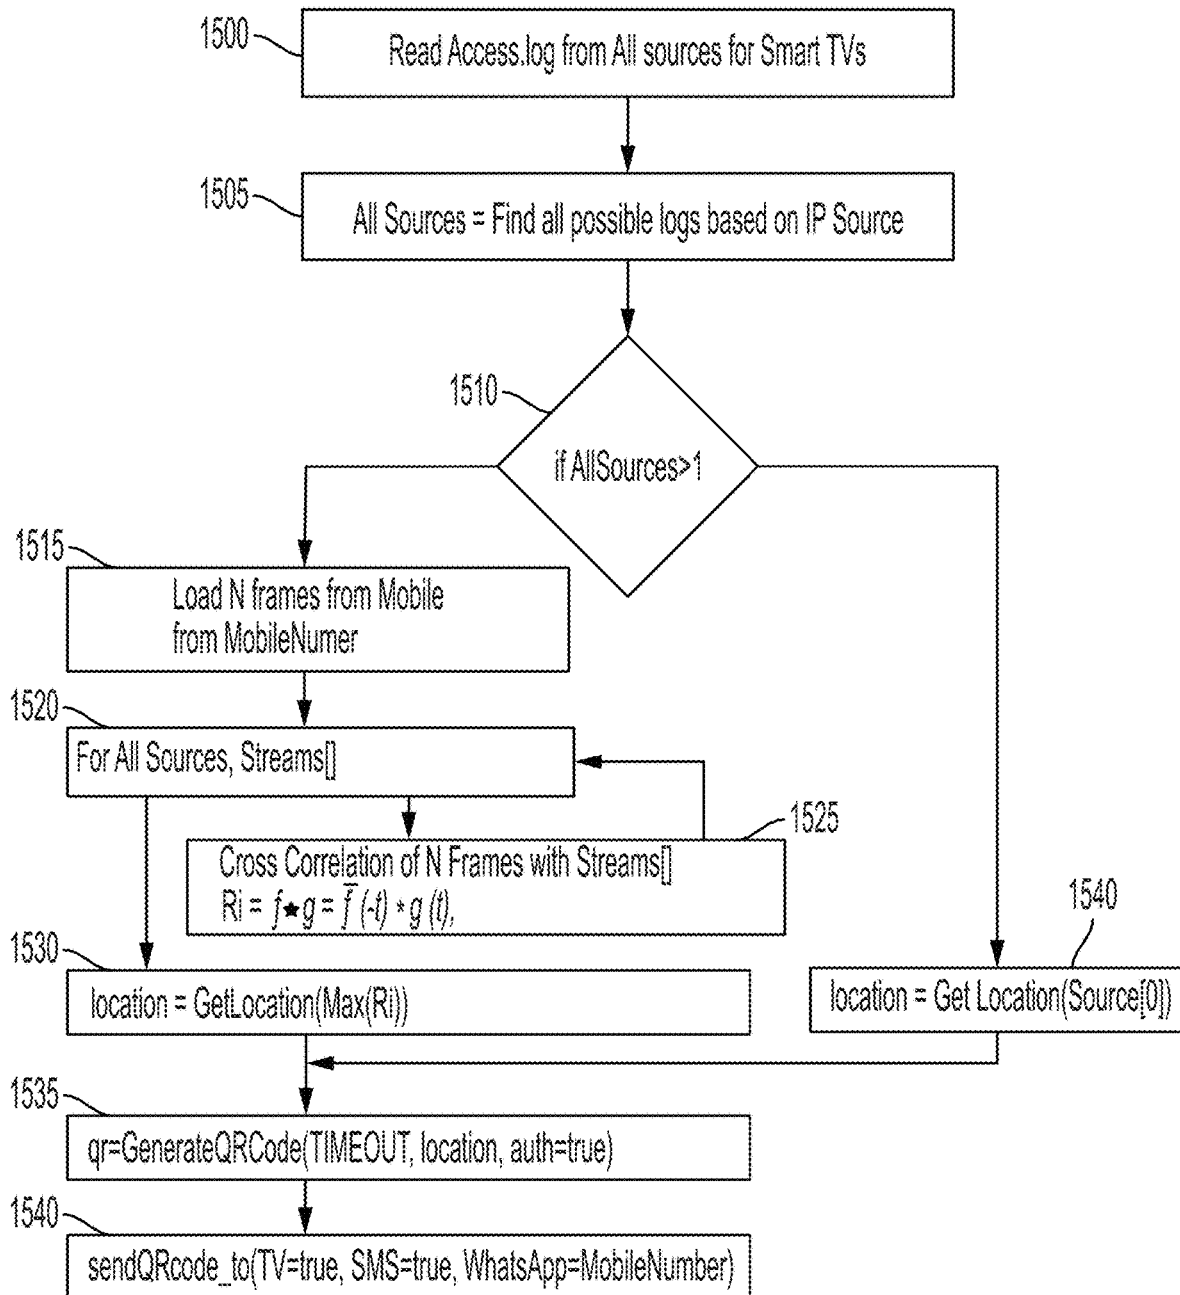 1500
Read Access.log from All sources for Smart TVs
1505
All Sources = Find all possible logs based on IP Source
1510
if AllSources>1
1515
Load N frames from Mobile
from MobileNumer
1520
For All Sources, Streams[]
1525
Cross Correlation of N Frames with Streams[]
Ri = f★g = f̅ (-t) * g (t),
1530
location = GetLocation(Max(Ri))
1540
location = Get Location(Source[0])
1535
qr=GenerateQRCode(TIMEOUT, location, auth=true)
1540
sendQRcode_to(TV=true, SMS=true, WhatsApp=MobileNumber)